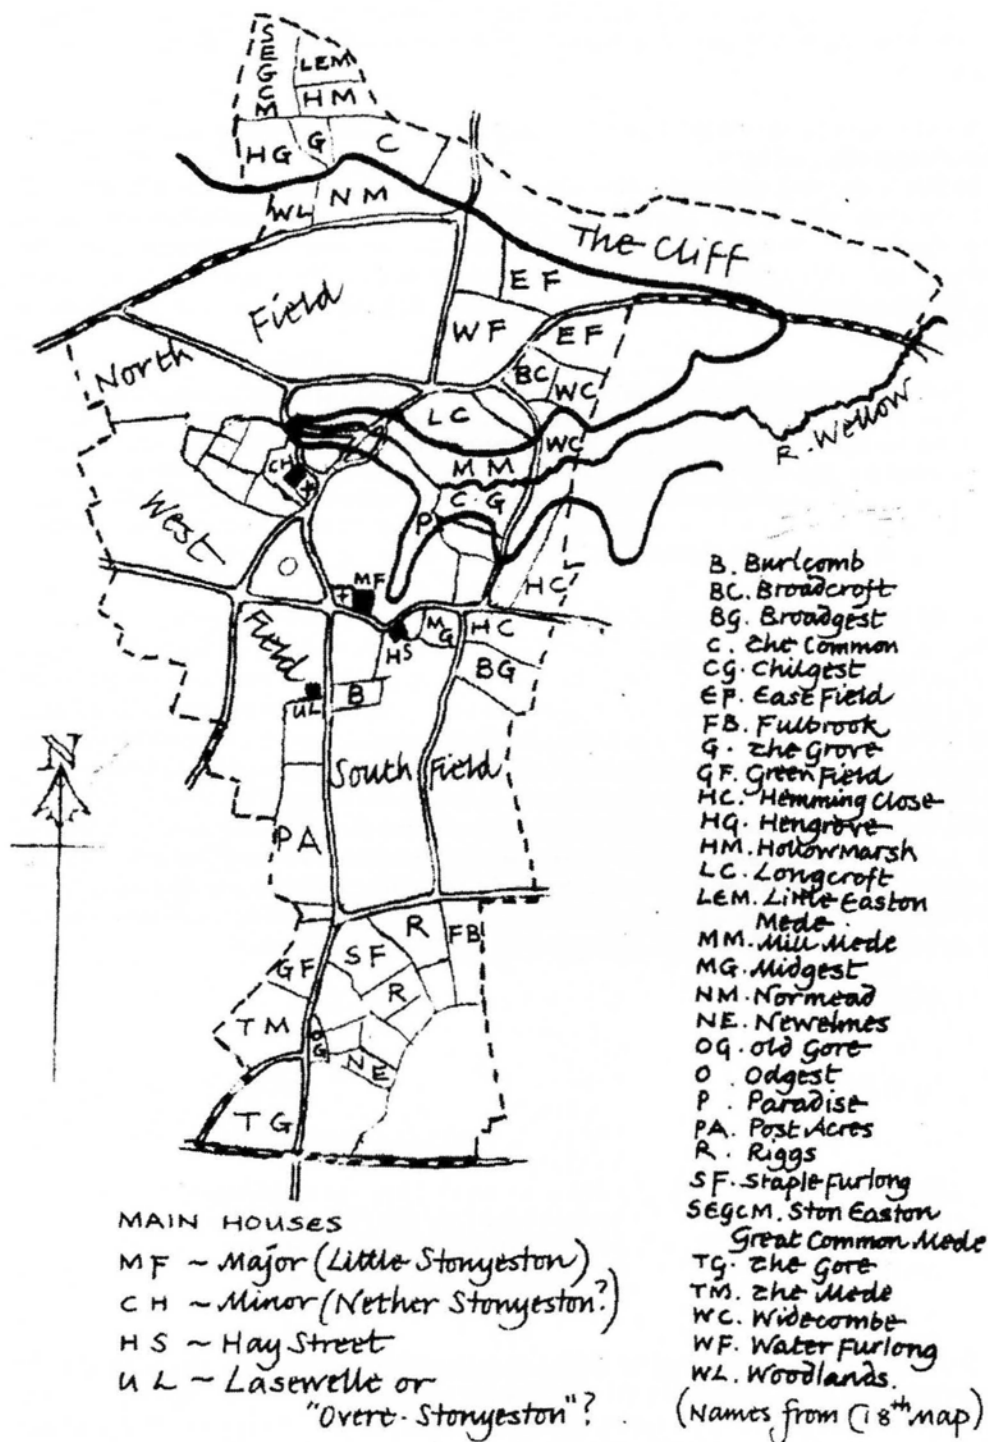 SEGCM
LEM
HM
HG
G
C
WL
NM
The Cliff
EF
Field
WF
EF
North
BC
WC
LC
R. Wellow
CH
WC
MM
C.G
West
P
O
MF
HC
Field
HS
MG
HC
BG
UL
B
N
South Field
PA
R
FB
SF
GF
R
TM
OG
NE
TG
B. Burlcomb
BC. Broadcroft
BG. Broadgest
C. The Common
CG. Chilgest
EF. East Field
FB. Fulbrook
G. The Grove
GF. Green Field
HC. Hemming Close
HG. Hengrove
HM. Hollowmarsh
LC. Longcroft
LEM. Little Easton
Mede
MM. Mill Mede
MG. Midgest
NM. Normead
NE. Newelmes
OG. Old Gore
O. Odgest
P. Paradise
PA. Post Acres
R. Riggs
SF. Staple Furlong
SEGCM. Ston Easton
Great Common Mede
TG. The Gore
TM. The Mede
WC. Widecombe
WF. Water Furlong
WL. Woodlands.
(Names from C18th map)
MAIN HOUSES
MF ~ Major (Little Stonyeston)
CH ~ Minor (Nether Stonyeston?)
HS ~ Hay Street
UL ~ Lasewelle or
"Overe-Stonyeston"?